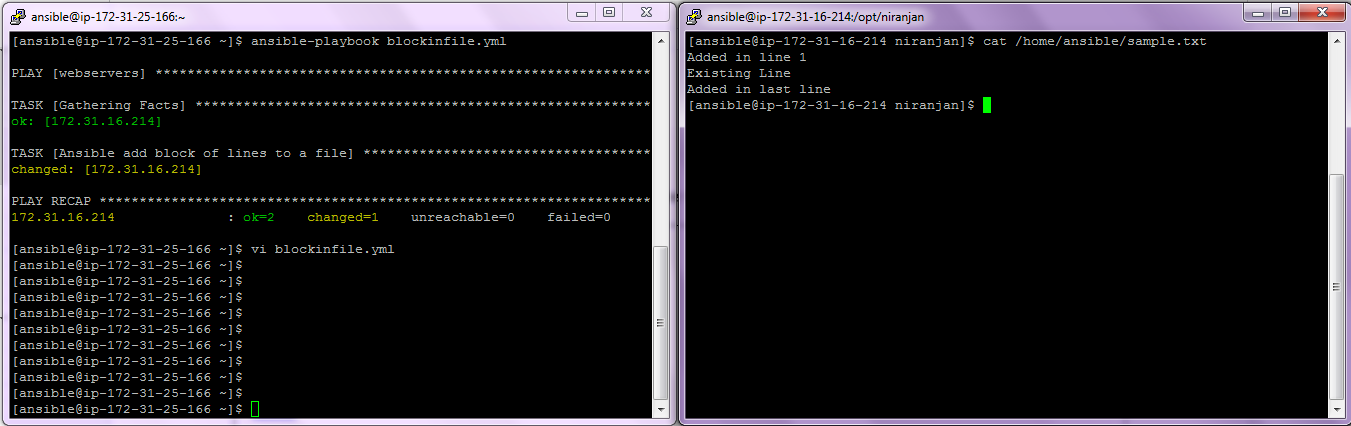 ansible@ip-172-31-25-166:~
[ansible@ip-172-31-25-166 ~]$ ansible-playbook blockinfile.yml
PLAY [webservers] *************************************************************
TASK [Gathering Facts] ********************************************************
ok: [172.31.16.214]
TASK [Ansible add block of lines to a file] ***********************************
changed: [172.31.16.214]
PLAY RECAP ********************************************************************
172.31.16.214 : ok=2 changed=1 unreachable=0 failed=0
[ansible@ip-172-31-25-166 ~]$ vi blockinfile.yml
[ansible@ip-172-31-25-166 ~]$
[ansible@ip-172-31-25-166 ~]$
[ansible@ip-172-31-25-166 ~]$
[ansible@ip-172-31-25-166 ~]$
[ansible@ip-172-31-25-166 ~]$
[ansible@ip-172-31-25-166 ~]$
[ansible@ip-172-31-25-166 ~]$
[ansible@ip-172-31-25-166 ~]$
[ansible@ip-172-31-25-166 ~]$
[ansible@ip-172-31-25-166 ~]$
ansible@ip-172-31-16-214:/opt/niranjan
[ansible@ip-172-31-16-214 niranjan]$ cat /home/ansible/sample.txt
Added in line 1
Existing Line
Added in last line
[ansible@ip-172-31-16-214 niranjan]$